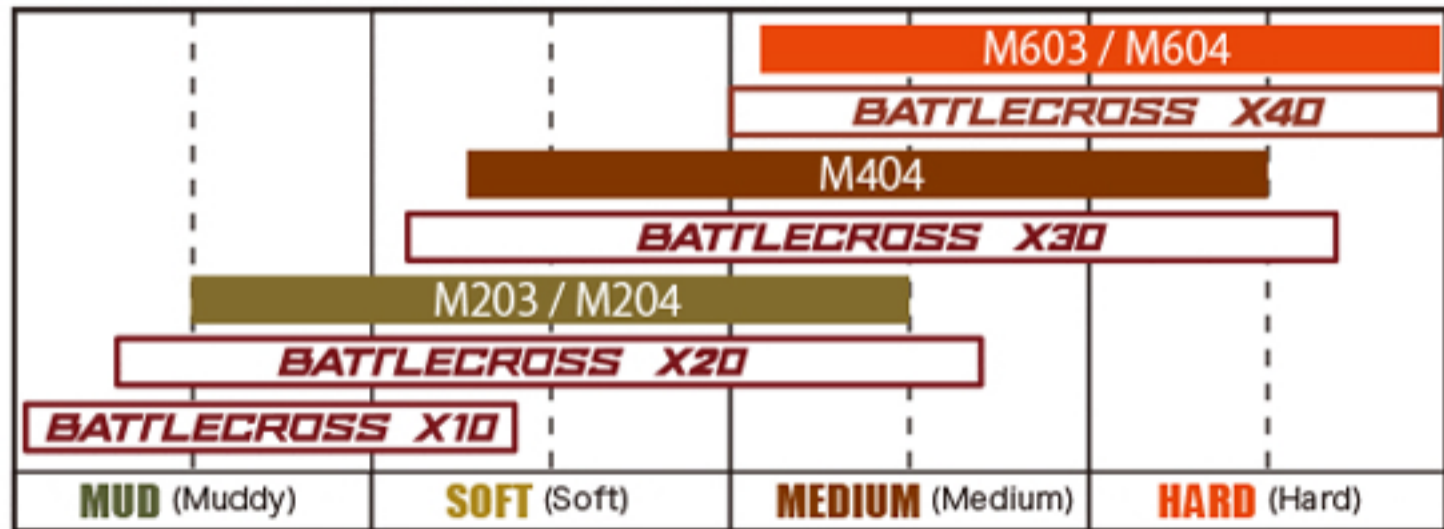 M603 / M604
BATTLECROSS X40
M404
BATTLECROSS X30
M203 / M204
BATTLECROSS X20
BATTLECROSS X10
MUD (Muddy) SOFT (Soft) MEDIUM (Medium) HARD (Hard)